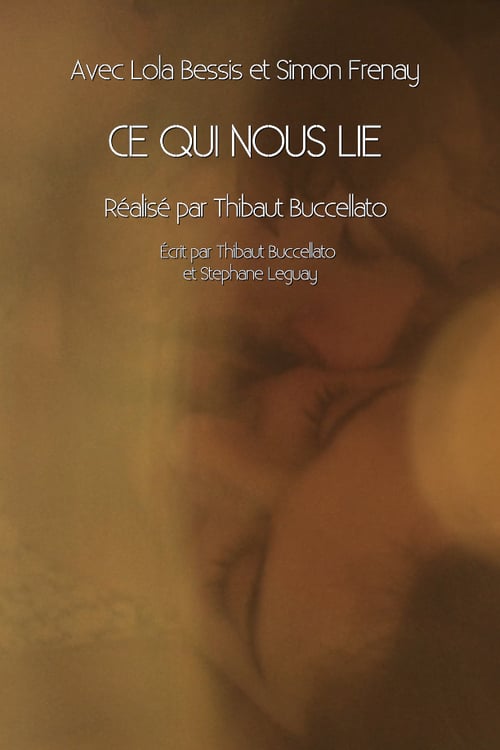 Avec Lola Bessis et Simon Frenay
CE QUI NOUS LIE
Réalisé par Thibaut Buccellato
Écrit par Thibaut Buccellato
et Stephane Leguay